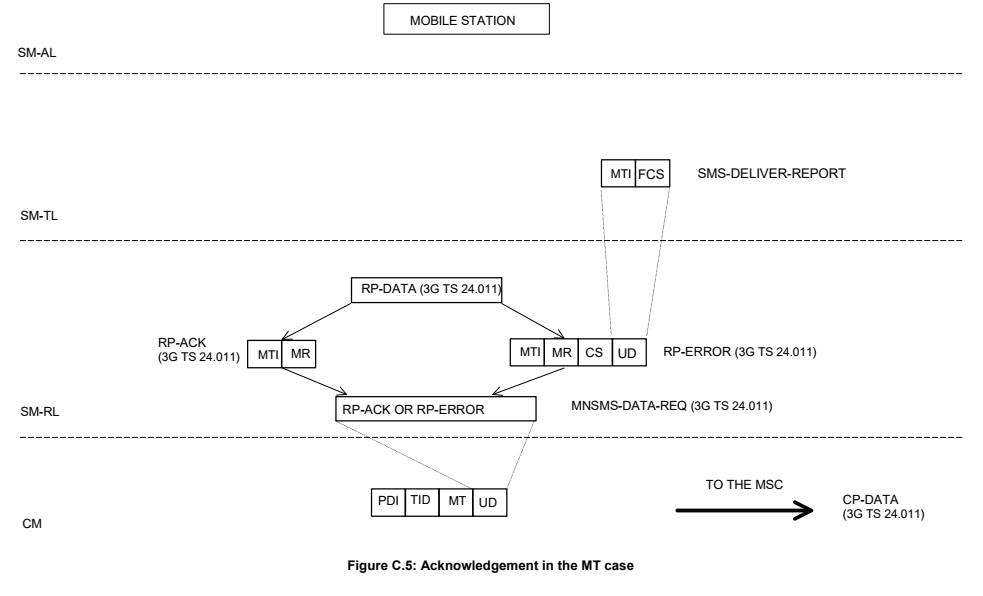 MOBILE STATION
SM-AL
MTI FCS SMS-DELIVER-REPORT
SM-TL
RP-DATA (3G TS 24.011)
RP-ACK
(3G TS 24.011)
MTI MR
MTI MR CS UD
RP-ERROR (3G TS 24.011)
RP-ACK OR RP-ERROR
MNSMS-DATA-REQ (3G TS 24.011)
SM-RL
TO THE MSC
PDI TID MT UD
CP-DATA
(3G TS 24.011)
CM
Figure C.5: Acknowledgement in the MT case